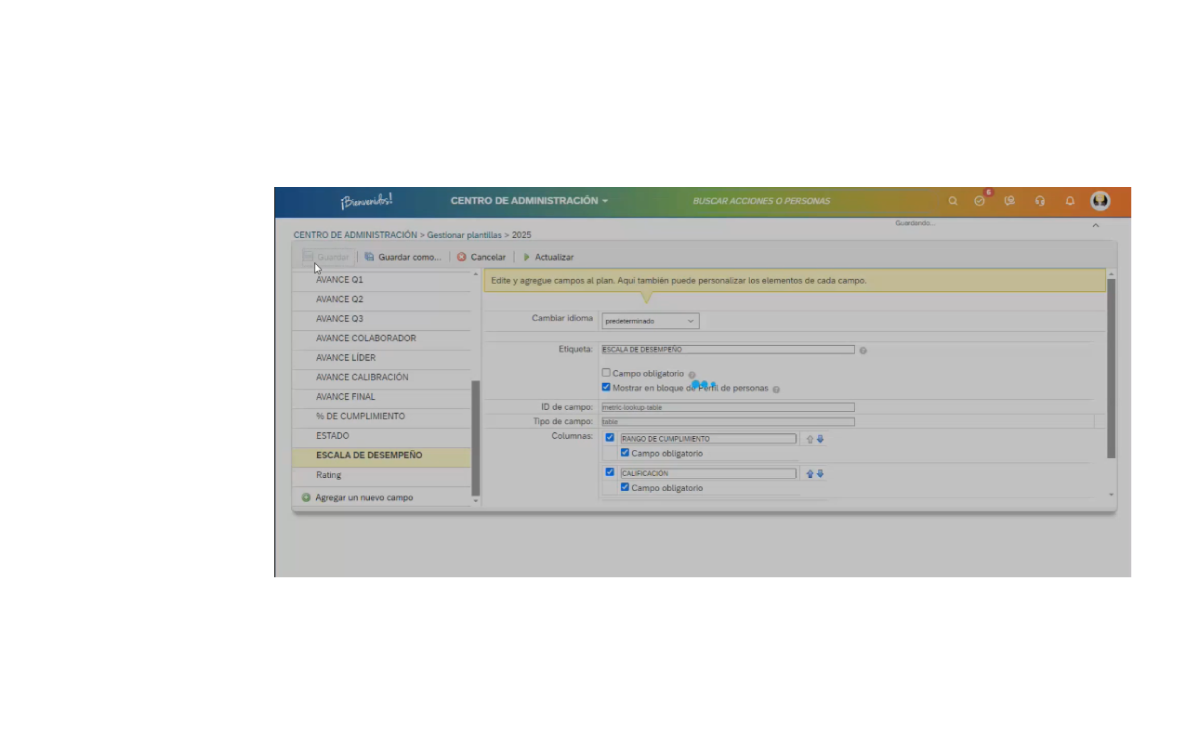 ¡Bienvenidos!
CENTRO DE ADMINISTRACIÓN
BUSCAR ACCIONES O PERSONAS
6
Guardando...
CENTRO DE ADMINISTRACIÓN > Gestionar plantillas > 2025
Guardar
Guardar como...
Cancelar
Actualizar
AVANCE Q1
AVANCE Q2
AVANCE Q3
AVANCE COLABORADOR
AVANCE LÍDER
AVANCE CALIBRACIÓN
AVANCE FINAL
% DE CUMPLIMIENTO
ESTADO
ESCALA DE DESEMPEÑO
Rating
Agregar un nuevo campo
Edite y agregue campos al plan. Aquí también puede personalizar los elementos de cada campo.
Cambiar idioma predeterminado
Etiqueta: ESCALA DE DESEMPEÑO
Campo obligatorio
Mostrar en bloque de Perfil de personas
ID de campo: metric-lookup-table
Tipo de campo: table
Columnas: RANGO DE CUMPLIMIENTO
Campo obligatorio
CALIFICACIÓN
Campo obligatorio